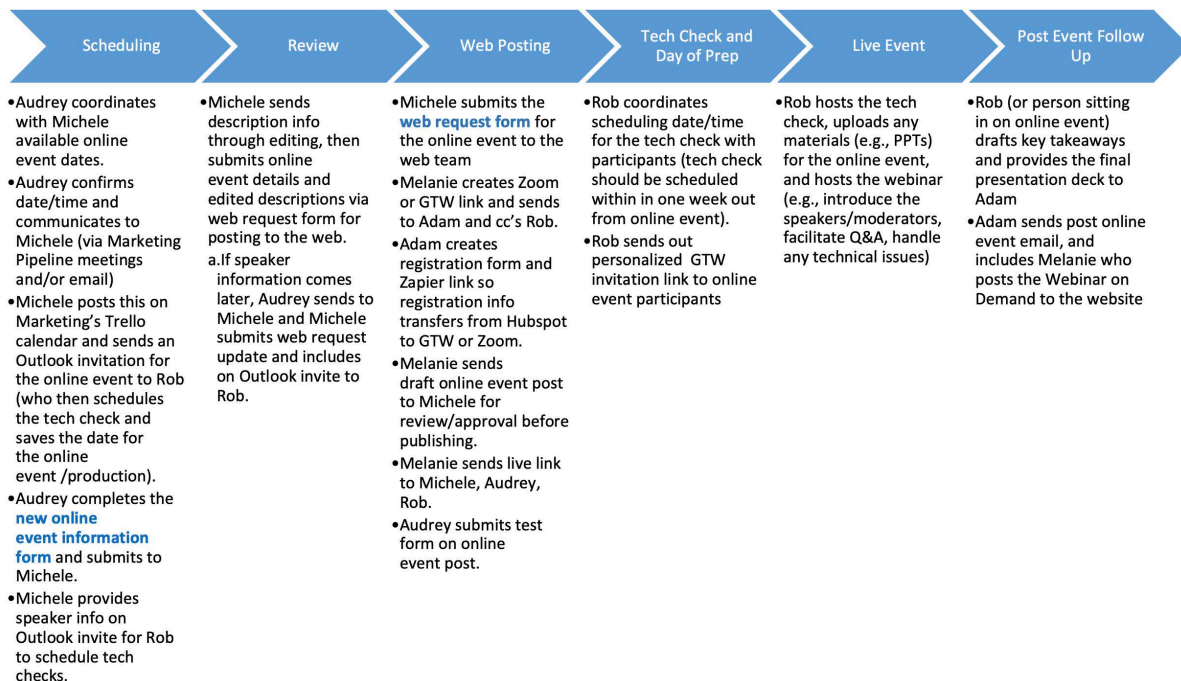 Scheduling
Review
Web Posting
Tech Check and
Day of Prep
Live Event
Post Event Follow
Up
•Audrey coordinates
with Michele
available online
event dates.
•Audrey confirms
date/time and
communicates to
Michele (via Marketing
Pipeline meetings
and/or email)
•Michele posts this on
Marketing’s Trello
calendar and sends an
Outlook invitation for
the online event to Rob
(who then schedules
the tech check and
saves the date for
the online
event /production).
•Audrey completes the
new online
event information
form and submits to
Michele.
•Michele provides
speaker info on
Outlook invite for Rob
to schedule tech
checks.
•Michele sends
description info
through editing, then
submits online
event details and
edited descriptions via
web request form for
posting to the web.
a.If speaker
information comes
later, Audrey sends to
Michele and Michele
submits web request
update and includes
on Outlook invite to
Rob.
•Michele submits the
web request form for
the online event to the
web team
•Melanie creates Zoom
or GTW link and sends
to Adam and cc’s Rob.
•Adam creates
registration form and
Zapier link so
registration info
transfers from Hubspot
to GTW or Zoom.
•Melanie sends
draft online event post
to Michele for
review/approval before
publishing.
•Melanie sends live link
to Michele, Audrey,
Rob.
•Audrey submits test
form on online
event post.
•Rob coordinates
scheduling date/time
for the tech check with
participants (tech check
should be scheduled
within in one week out
from online event).
•Rob sends out
personalized GTW
invitation link to online
event participants
•Rob hosts the tech
check, uploads any
materials (e.g., PPTs)
for the online event,
and hosts the webinar
(e.g., introduce the
speakers/moderators,
facilitate Q&A, handle
any technical issues)
•Rob (or person sitting
in on online event)
drafts key takeaways
and provides the final
presentation deck to
Adam
•Adam sends post online
event email, and
includes Melanie who
posts the Webinar on
Demand to the website